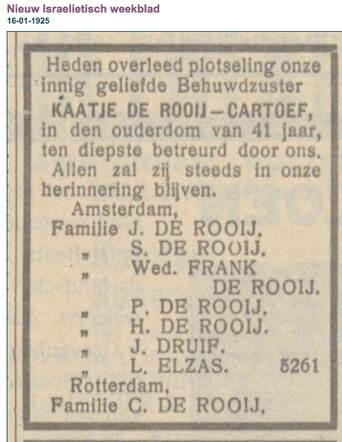 Nieuw Israelietisch weekblad
16-01-1925
Heden overleed plotseling onze
innig geliefde Behuwdzuster
KAATJE DE ROOIJ—CARTOEF,
in den ouderdom van 41 jaar,
ten diepste betreurd door ons.
Allen zal zij steeds in onze
herinnering blijven.
Amsterdam,
Familie J. DE ROOIJ.
„ S. DE ROOIJ.
„ Wed. FRANK
DE ROOIJ.
„ P. DE ROOIJ.
„ H. DE ROOIJ.
„ J. DRUIF.
„ L. ELZAS. 5261
Rotterdam,
Familie C. DE ROOIJ.